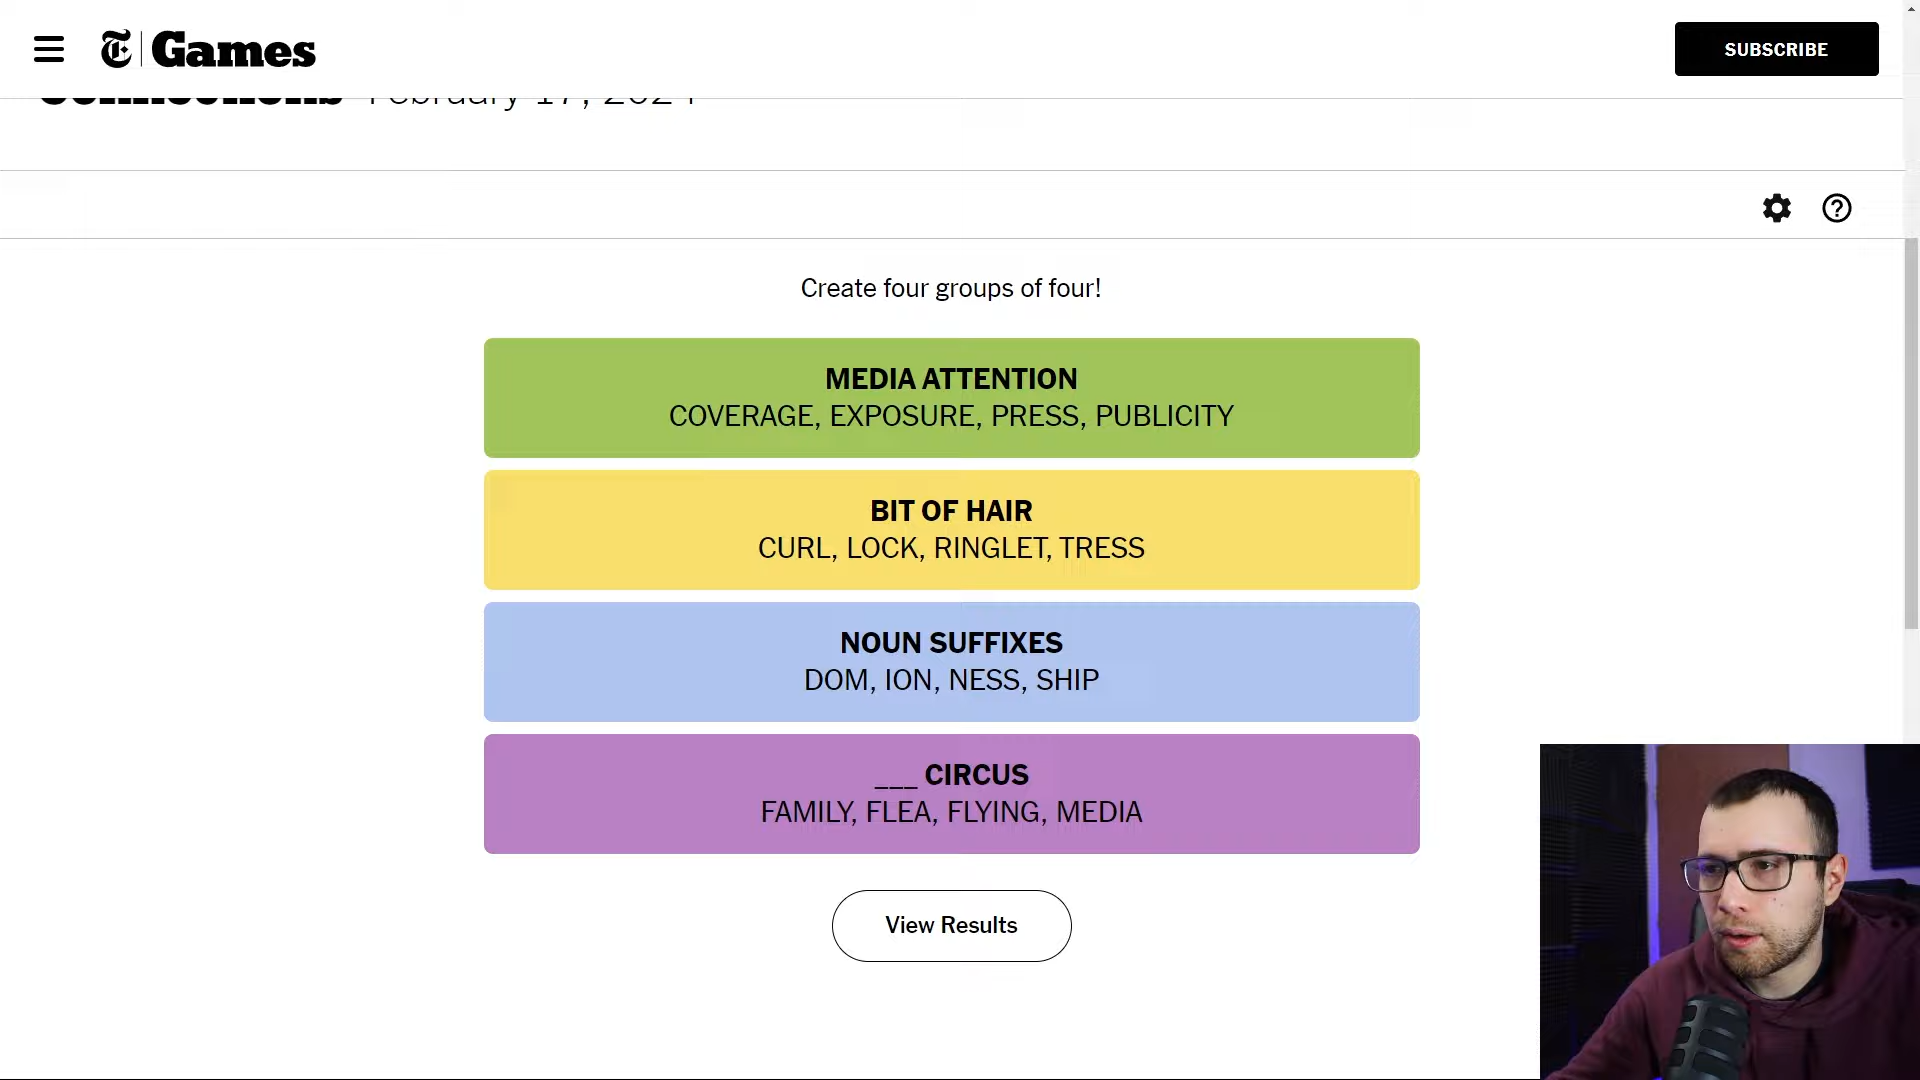 Games
SUBSCRIBE
Connections February 17, 2024
Create four groups of four!
MEDIA ATTENTION
COVERAGE, EXPOSURE, PRESS, PUBLICITY
BIT OF HAIR
CURL, LOCK, RINGLET, TRESS
NOUN SUFFIXES
DOM, ION, NESS, SHIP
___ CIRCUS
FAMILY, FLEA, FLYING, MEDIA
View Results